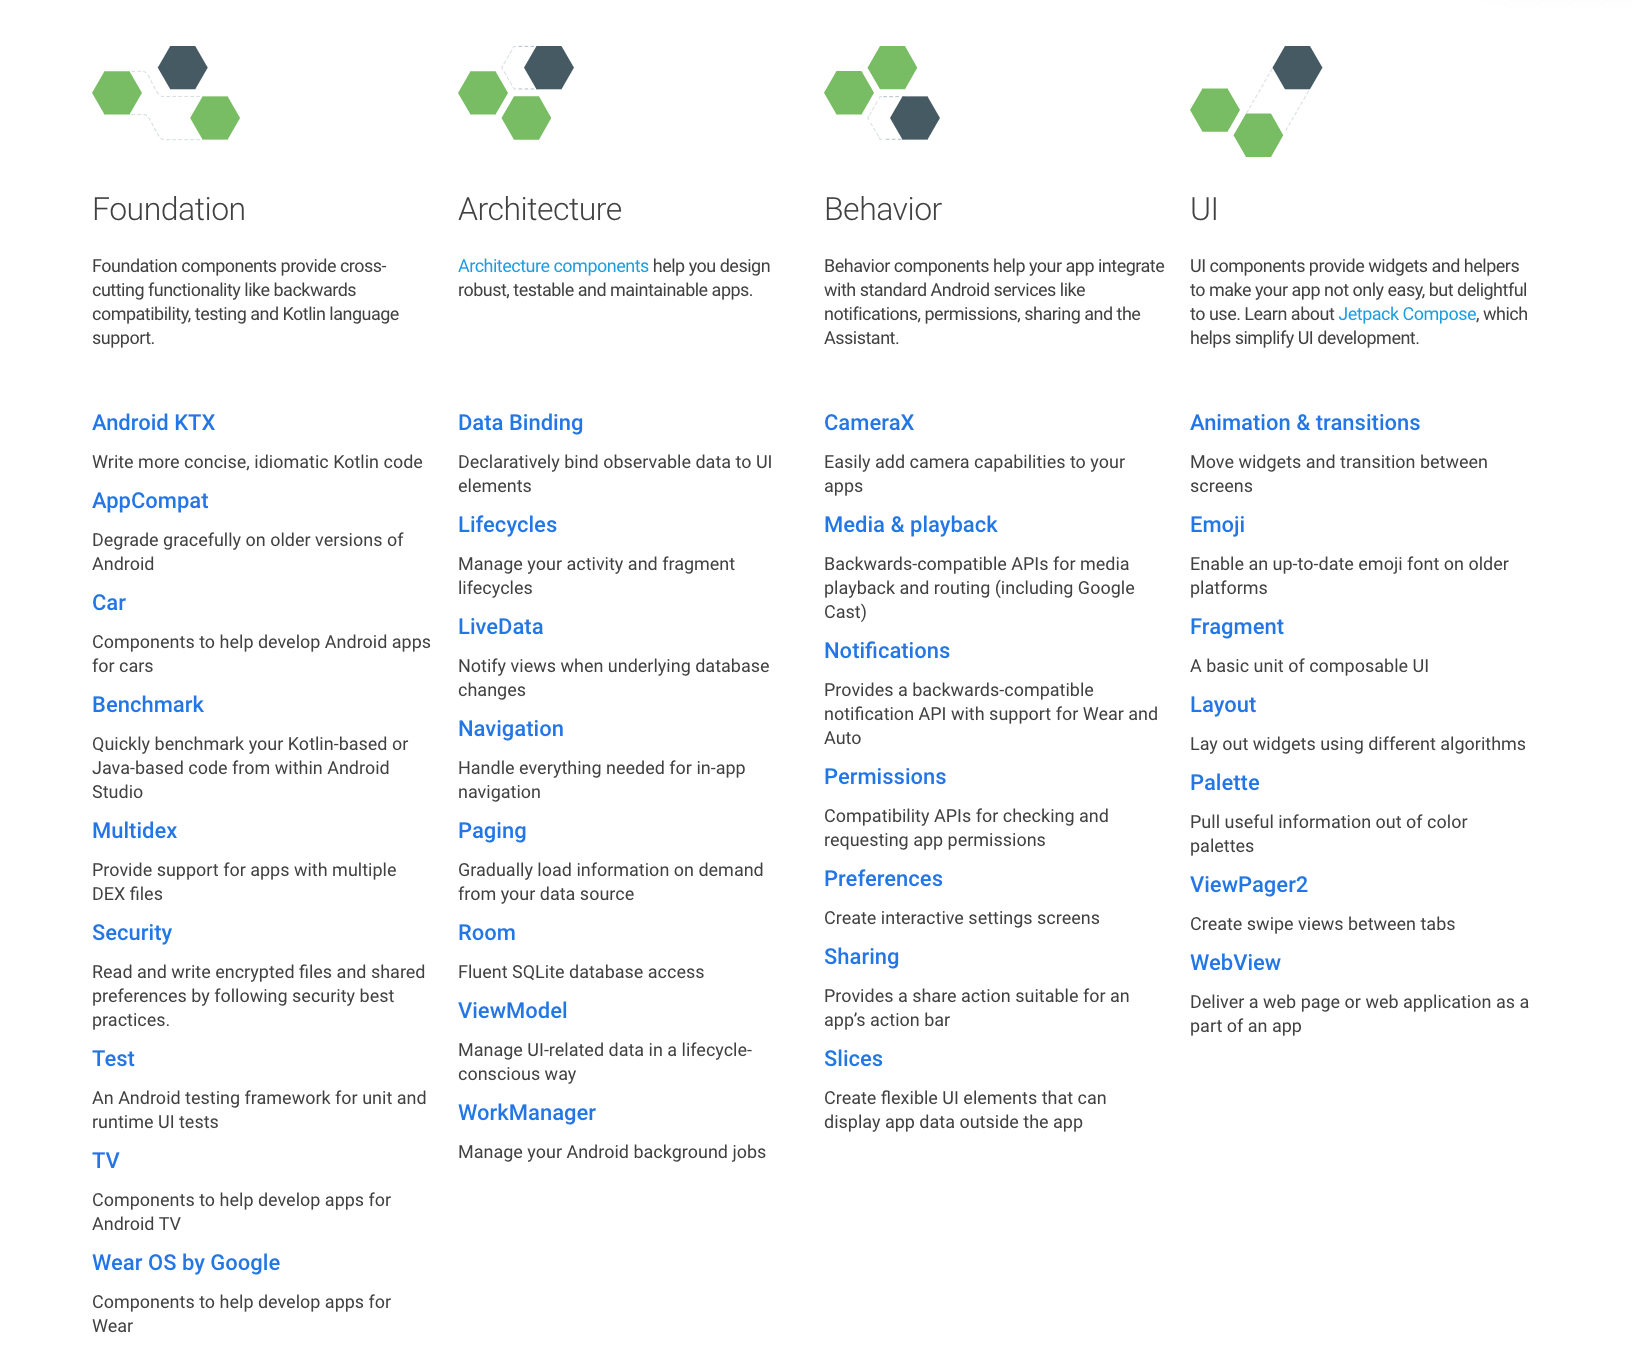 Foundation
Foundation components provide cross-
cutting functionality like backwards
compatibility, testing and Kotlin language
support.
Android KTX
Write more concise, idiomatic Kotlin code
AppCompat
Degrade gracefully on older versions of
Android
Car
Components to help develop Android apps
for cars
Benchmark
Quickly benchmark your Kotlin-based or
Java-based code from within Android
Studio
Multidex
Provide support for apps with multiple
DEX files
Security
Read and write encrypted files and shared
preferences by following security best
practices.
Test
An Android testing framework for unit and
runtime UI tests
TV
Components to help develop apps for
Android TV
Wear OS by Google
Components to help develop apps for
Wear
Architecture
Architecture components help you design
robust, testable and maintainable apps.
Data Binding
Declaratively bind observable data to UI
elements
Lifecycles
Manage your activity and fragment
lifecycles
LiveData
Notify views when underlying database
changes
Navigation
Handle everything needed for in-app
navigation
Paging
Gradually load information on demand
from your data source
Room
Fluent SQLite database access
ViewModel
Manage UI-related data in a lifecycle-
conscious way
WorkManager
Manage your Android background jobs
Behavior
Behavior components help your app integrate
with standard Android services like
notifications, permissions, sharing and the
Assistant.
CameraX
Easily add camera capabilities to your
apps
Media & playback
Backwards-compatible APIs for media
playback and routing (including Google
Cast)
Notifications
Provides a backwards-compatible
notification API with support for Wear and
Auto
Permissions
Compatibility APIs for checking and
requesting app permissions
Preferences
Create interactive settings screens
Sharing
Provides a share action suitable for an
app’s action bar
Slices
Create flexible UI elements that can
display app data outside the app
UI
UI components provide widgets and helpers
to make your app not only easy, but delightful
to use. Learn about Jetpack Compose, which
helps simplify UI development.
Animation & transitions
Move widgets and transition between
screens
Emoji
Enable an up-to-date emoji font on older
platforms
Fragment
A basic unit of composable UI
Layout
Lay out widgets using different algorithms
Palette
Pull useful information out of color
palettes
ViewPager2
Create swipe views between tabs
WebView
Deliver a web page or web application as a
part of an app